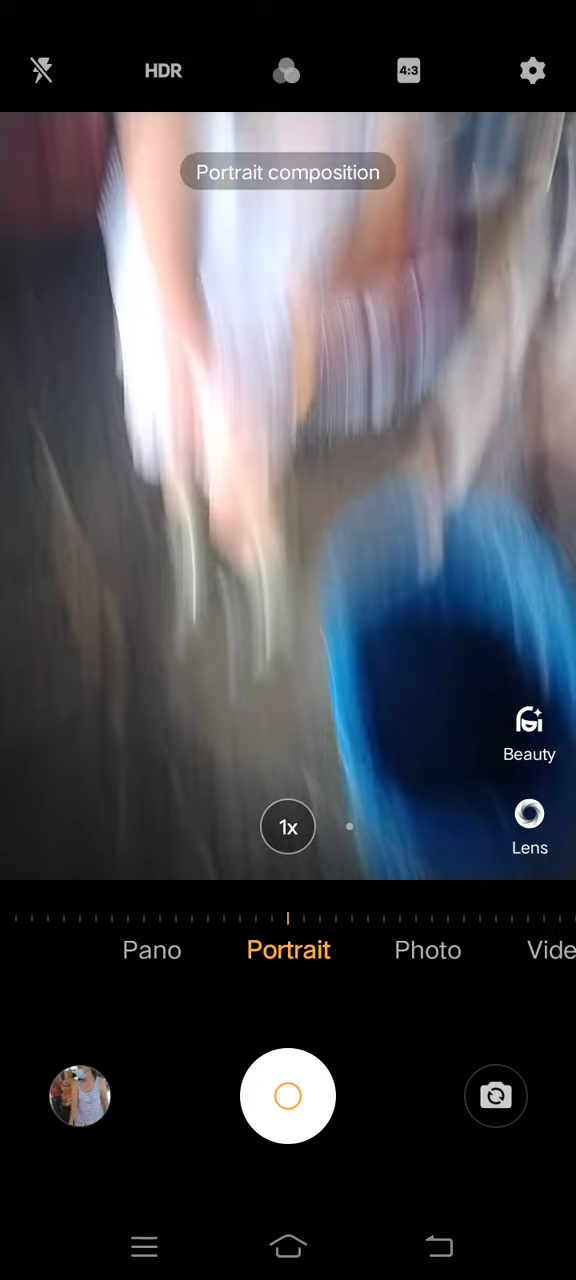 HDR
4:3
Portrait composition
Beauty
1x
Lens
Pano Portrait Photo Vide